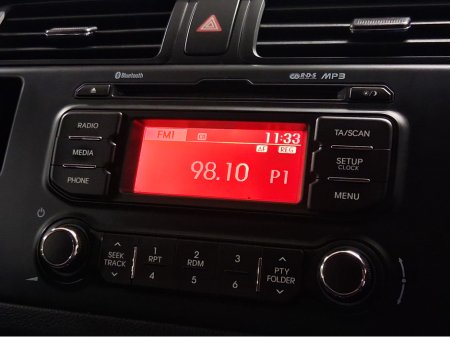 Bluetooth
R·D·S MP3
RADIO
MEDIA
PHONE
FM1
11:33
AF REG
98.10 P1
TA/SCAN
SETUP
CLOCK
MENU
SEEK
TRACK
1
RPT
2
RDM
3
4
5
6
PTY
FOLDER